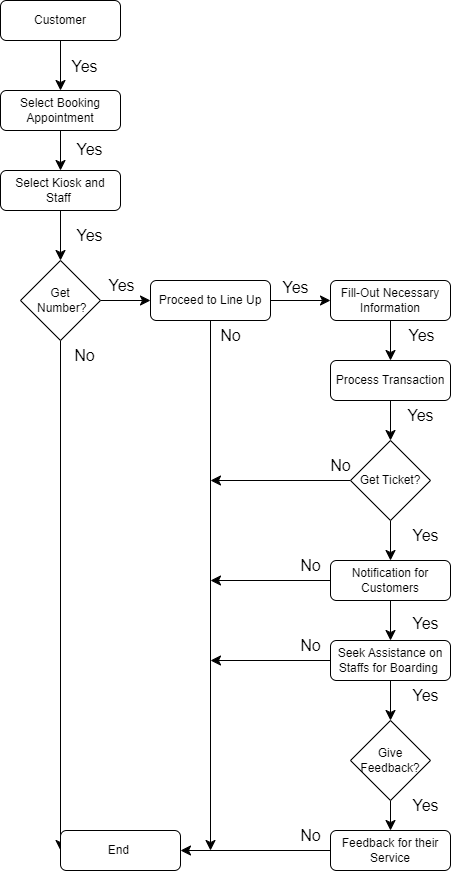 Customer
Yes
Select Booking
Appointment
Yes
Select Kiosk and
Staff
Yes
Get
Number?
Yes
Proceed to Line Up
Yes
Fill-Out Necessary
Information
No
No
Yes
Process Transaction
Yes
No
Get Ticket?
Yes
No
Notification for
Customers
Yes
No
Seek Assistance on
Staffs for Boarding
Yes
Give
Feedback?
Yes
No
Feedback for their
Service
End